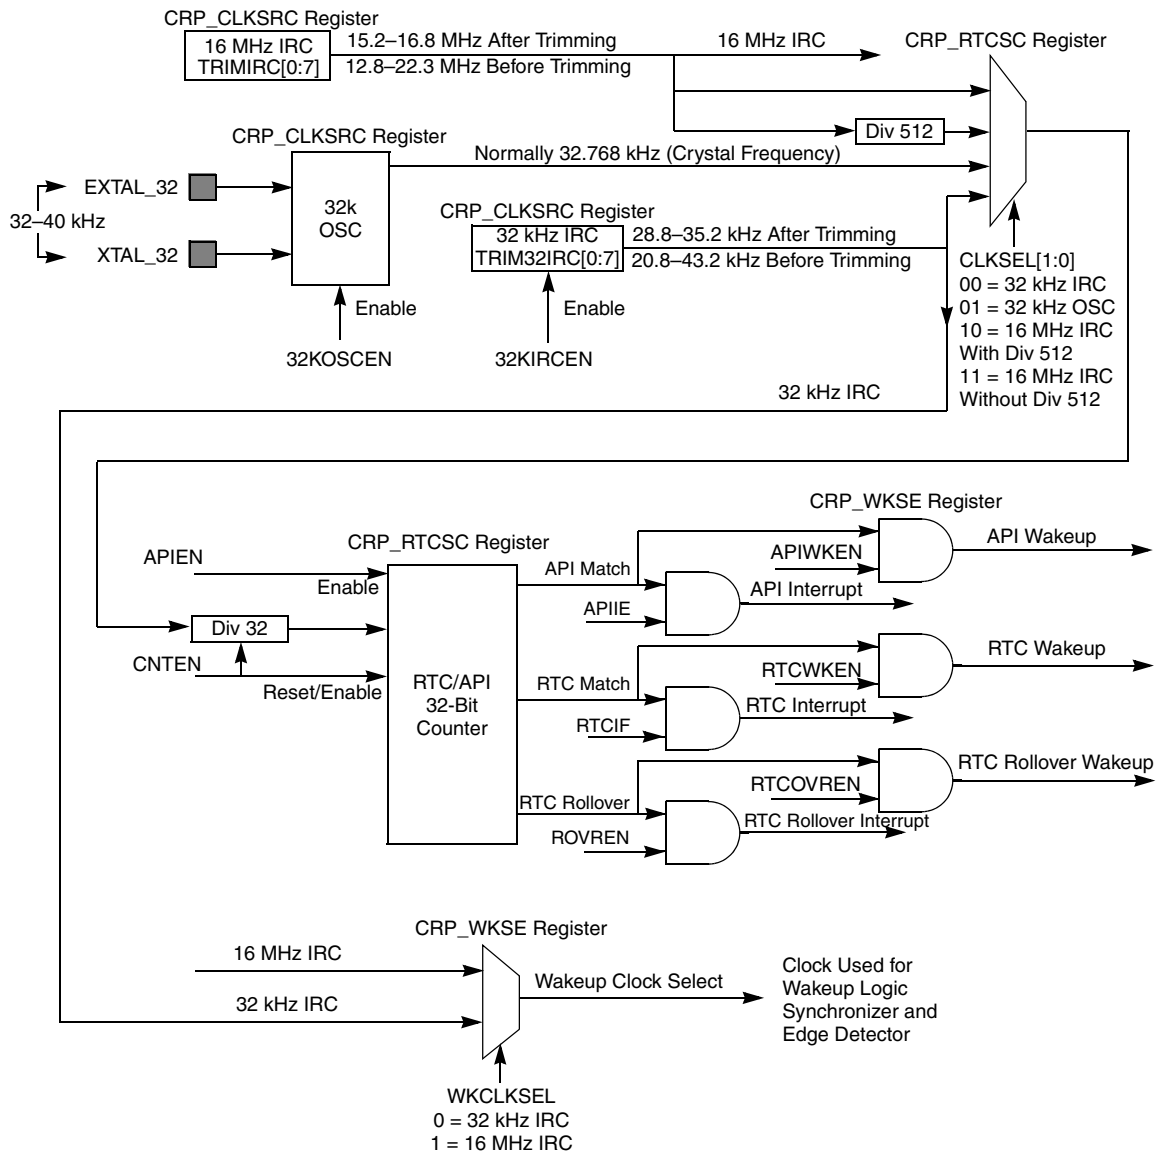 CRP_CLKSRC Register
16 MHz IRC
TRIMIRC[0:7]
15.2–16.8 MHz After Trimming
12.8–22.3 MHz Before Trimming
16 MHz IRC
CRP_RTCSC Register
Div 512
CRP_CLKSRC Register
Normally 32.768 kHz (Crystal Frequency)
EXTAL_32
32–40 kHz
XTAL_32
32k
OSC
Enable
32KOSCEN
CRP_CLKSRC Register
32 kHz IRC
TRIM32IRC[0:7]
28.8–35.2 kHz After Trimming
20.8–43.2 kHz Before Trimming
Enable
32KIRCEN
CLKSEL[1:0]
00 = 32 kHz IRC
01 = 32 kHz OSC
10 = 16 MHz IRC
With Div 512
11 = 16 MHz IRC
Without Div 512
32 kHz IRC
CRP_WKSE Register
CRP_RTCSC Register
APIEN
Enable
Div 32
CNTEN
Reset/Enable
RTC/API
32-Bit
Counter
API Match
APIWKEN
API Wakeup
APIIE
API Interrupt
RTC Match
RTCWKEN
RTC Wakeup
RTCIF
RTC Interrupt
RTC Rollover
RTCOVREN
RTC Rollover Wakeup
ROVREN
RTC Rollover Interrupt
CRP_WKSE Register
16 MHz IRC
32 kHz IRC
Wakeup Clock Select
Clock Used for
Wakeup Logic
Synchronizer and
Edge Detector
WKCLKSEL
0 = 32 kHz IRC
1 = 16 MHz IRC